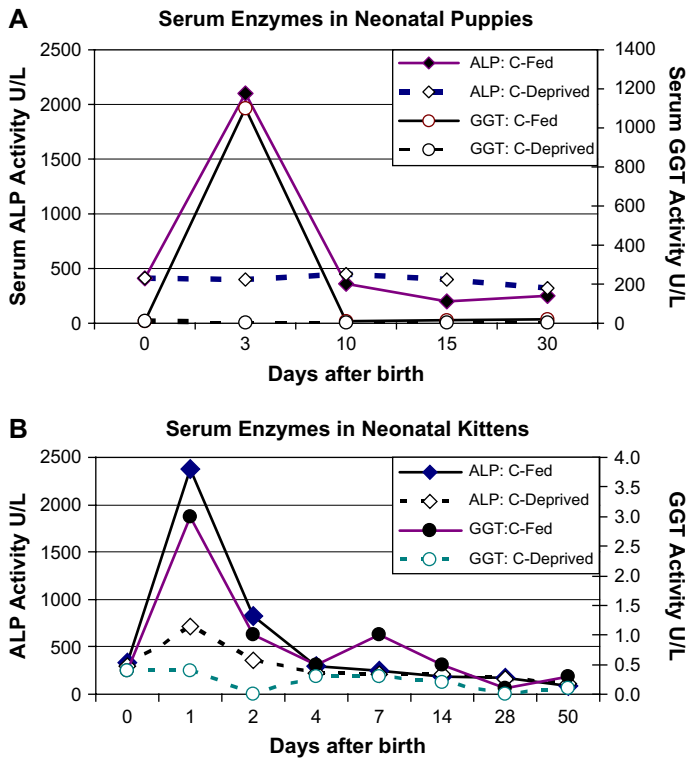 A
Serum Enzymes in Neonatal Puppies
Serum ALP Activity U/L
2500
2000
1500
1000
500
0
ALP: C-Fed
ALP: C-Deprived
GGT: C-Fed
GGT: C-Deprived
1400
1200
1000
800
600
400
200
0
Serum GGT Activity U/L
0 3 10 15 30
Days after birth
B
Serum Enzymes in Neonatal Kittens
ALP Activity U/L
2500
2000
1500
1000
500
0
ALP: C-Fed
ALP: C-Deprived
GGT:C-Fed
GGT: C-Deprived
4.0
3.5
3.0
2.5
2.0
1.5
1.0
0.5
0.0
GGT Activity U/L
0 1 2 4 7 14 28 50
Days after birth